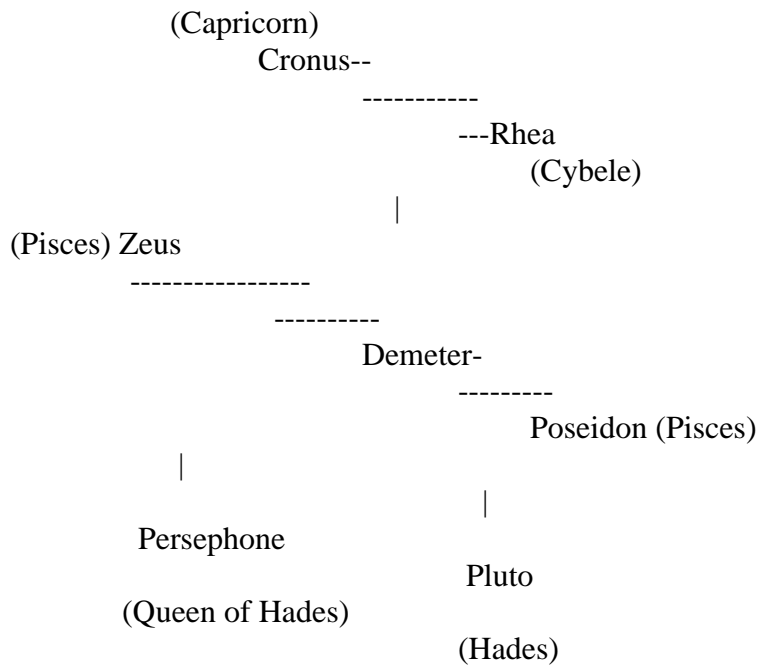 (Capricorn)
Cronus--
-----------
---Rhea
(Cybele)
|
(Pisces) Zeus
-----------------
----------
Demeter-
---------
Poseidon (Pisces)
|
|
Persephone
Pluto
(Queen of Hades)
(Hades)